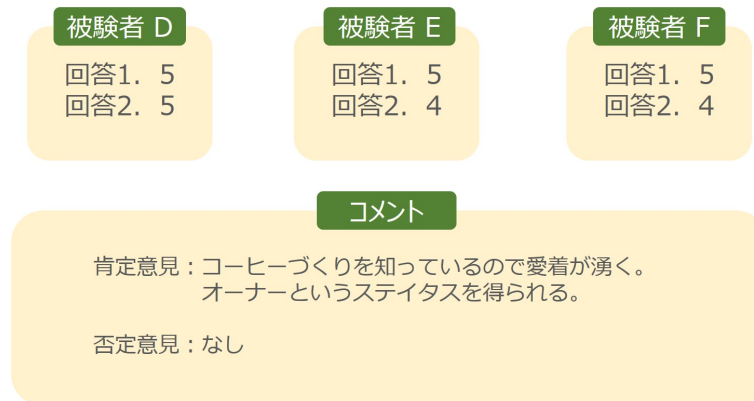 被験者 D
回答1. 5
回答2. 5
被験者 E
回答1. 5
回答2. 4
被験者 F
回答1. 5
回答2. 4
コメント
肯定意見：コーヒーづくりを知っているので愛着が湧く。
オーナーというステイタスを得られる。
否定意見：なし